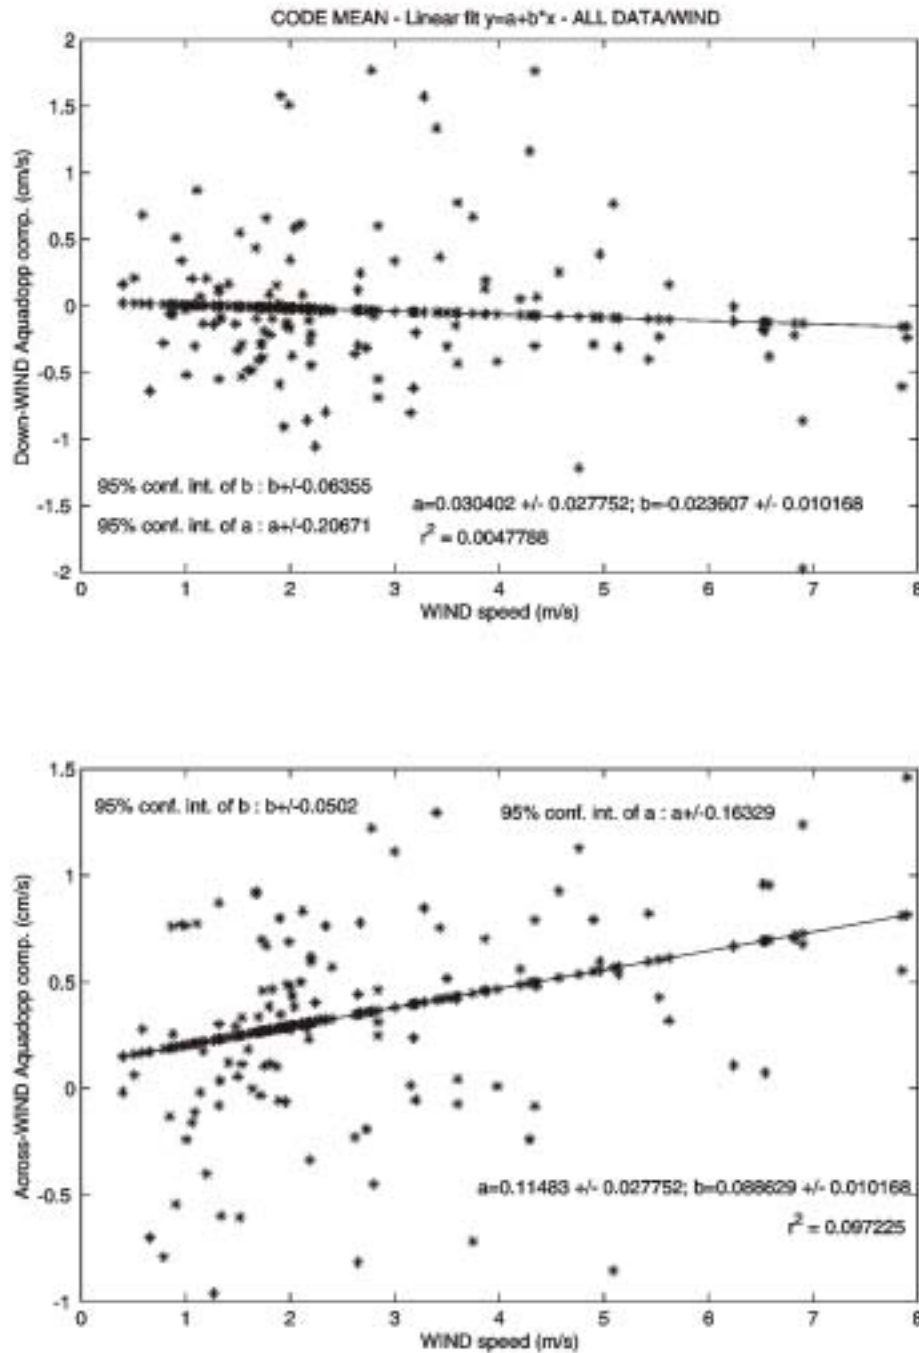 CODE MEAN - Linear fit y=a+b*x - ALL DATA/WIND
2
1.5
1
0.5
0
-0.5
-1
-1.5
-2
Down-WIND Aquadopp comp. (cm/s)
95% conf. int. of b : b+/-0.06355
95% conf. int. of a : a+/-0.20671
a=0.030402 +/- 0.027752; b=-0.023607 +/- 0.010168
r² = 0.0047788
0 1 2 3 4 5 6 7 8
WIND speed (m/s)
1.5
1
0.5
0
-0.5
-1
Across-WIND Aquadopp comp. (cm/s)
95% conf. int. of b : b+/-0.0502
95% conf. int. of a : a+/-0.16329
a=0.11483 +/- 0.027752; b=0.088629 +/- 0.010168
r² = 0.097225
0 1 2 3 4 5 6 7 8
WIND speed (m/s)